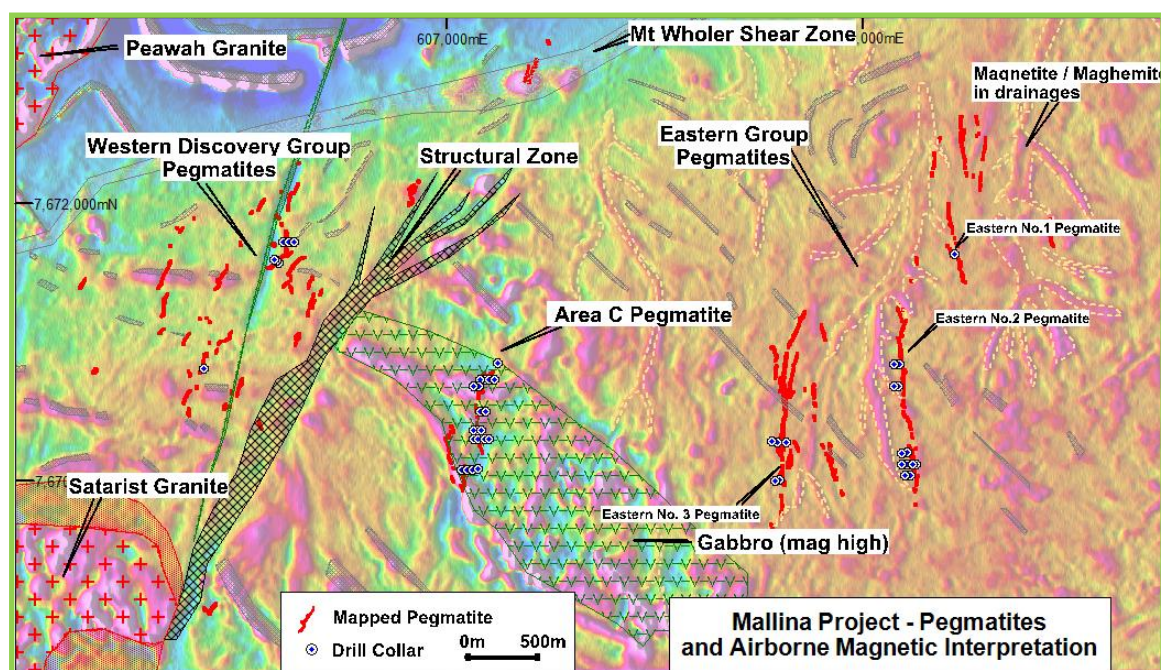 Peawah Granite
607,000mE
Mt Wholer Shear Zone
,000mE
Magnetite / Maghemite
in drainages
Western Discovery Group
Pegmatites
Structural Zone
Eastern Group
Pegmatites
7,672,000mN
Eastern No.1 Pegmatite
Area C Pegmatite
Eastern No.2 Pegmatite
7,670
Satarist Granite
Eastern No. 3 Pegmatite
Gabbro (mag high)
Mapped Pegmatite
Drill Collar
0m 500m
Mallina Project - Pegmatites
and Airborne Magnetic Interpretation